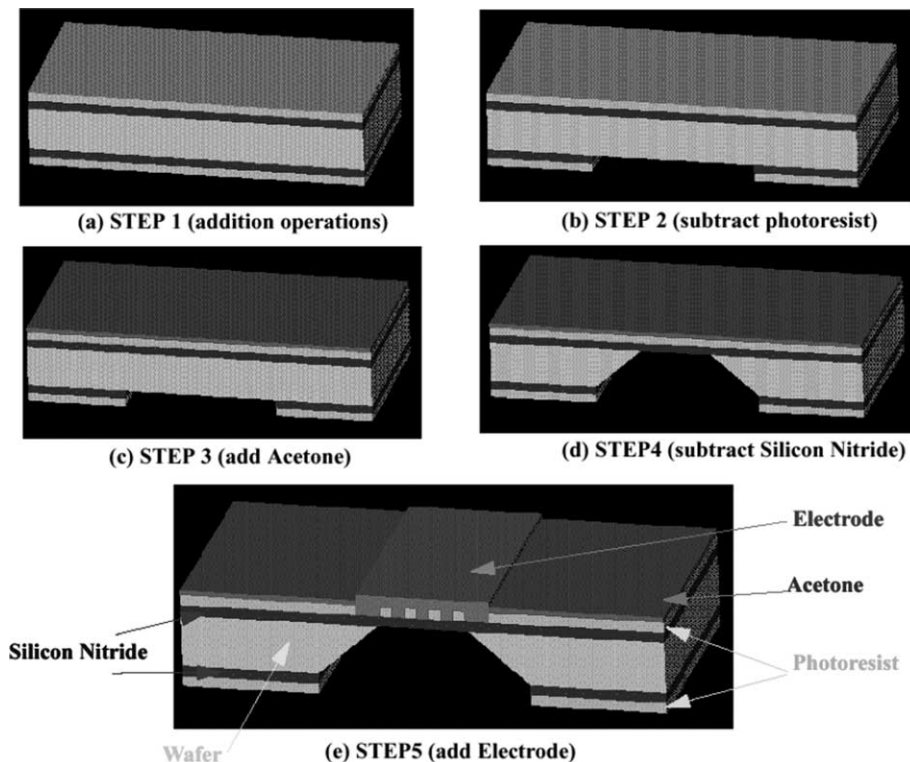 (a) STEP 1 (addition operations)
(b) STEP 2 (subtract photoresist)
(c) STEP 3 (add Acetone)
(d) STEP4 (subtract Silicon Nitride)
Electrode
Acetone
Silicon Nitride
Photoresist
Wafer
(e) STEP5 (add Electrode)